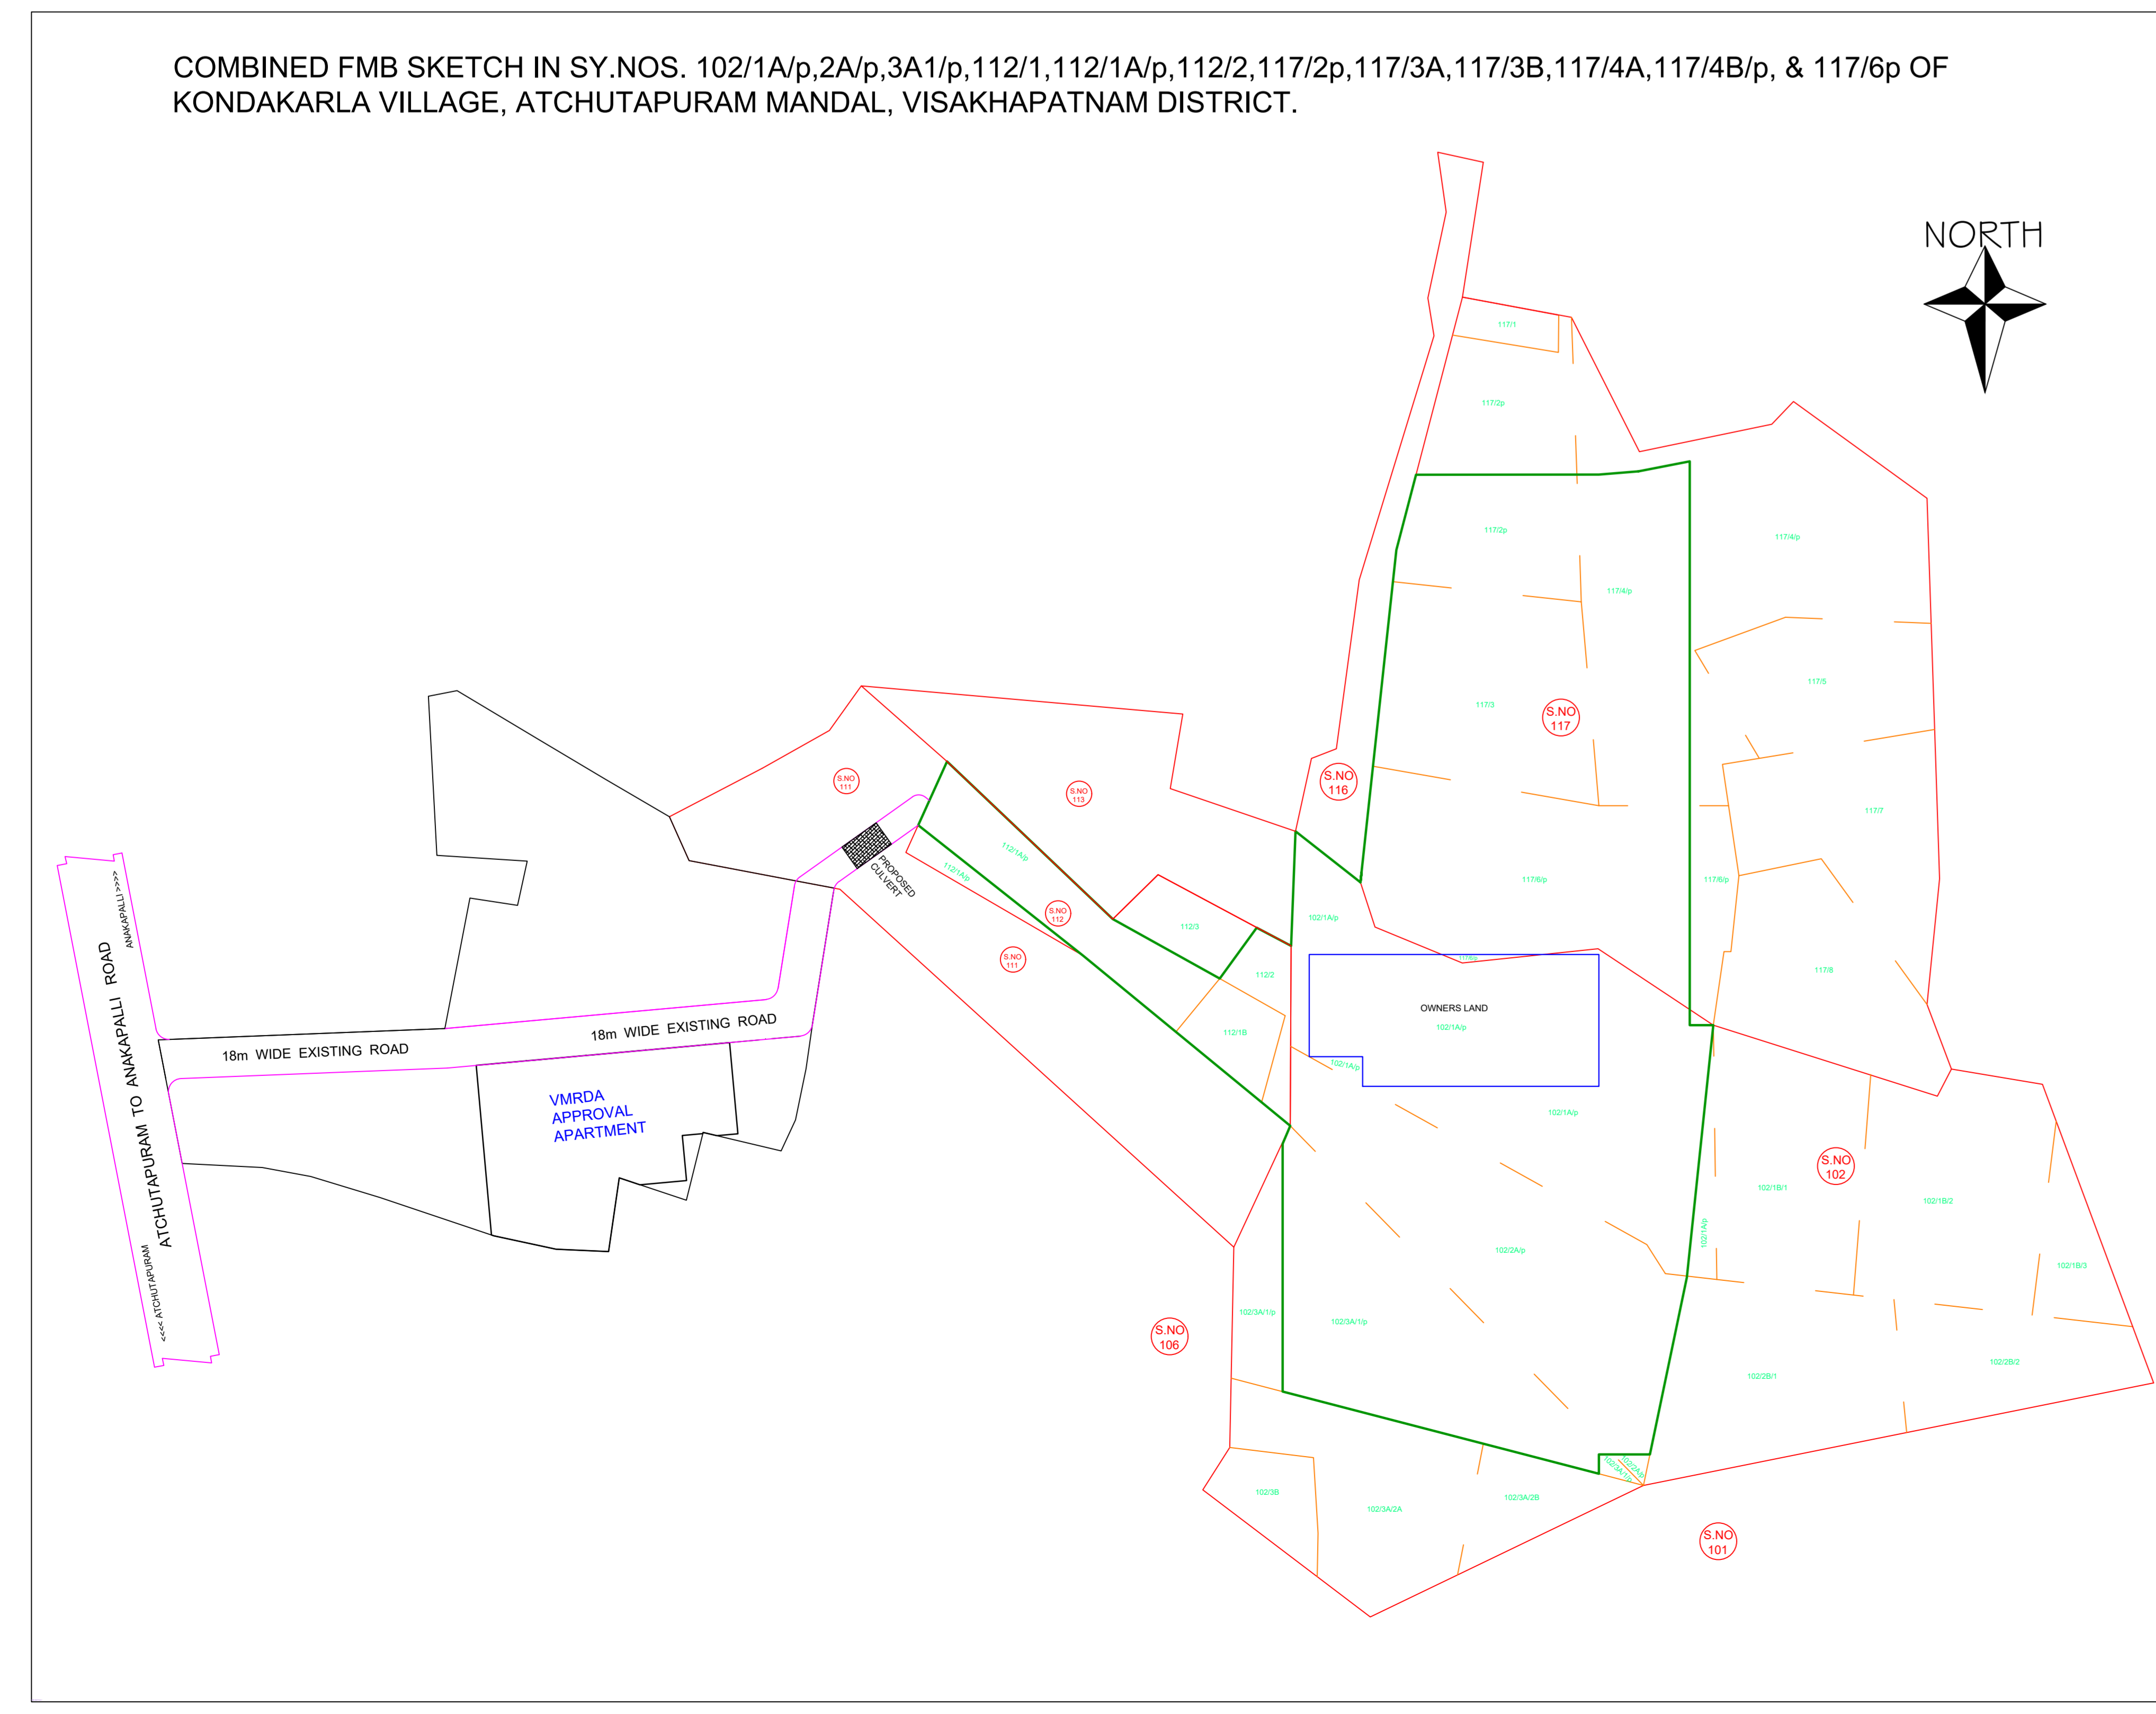 COMBINED FMB SKETCH IN SY.NOS. 102/1A/p,2A/p,3A1/p,112/1,112/1A/p,112/2,117/2p,117/3A,117/3B,117/4A,117/4B/p, & 117/6p OF
KONDAKARLA VILLAGE, ATCHUTAPURAM MANDAL, VISAKHAPATNAM DISTRICT.
NORTH
117/1
117/2p
117/2p
117/4/p
117/4/p
117/5
117/3
S.NO
117
S.NO
116
S.NO
111
S.NO
113
117/7
PROPOSED
CULVERT
112/1A/p
112/1A/p
117/6/p
117/6/p
S.NO
112
102/1A/p
112/3
S.NO
111
117/6/p
112/2
117/8
OWNERS LAND
102/1A/p
112/1B
102/1A/p
102/1A/p
ANAKAPALLI >>>>
ATCHUTAPURAM TO ANAKAPALLI ROAD
<<<< ATCHUTAPURAM
18m WIDE EXISTING ROAD
18m WIDE EXISTING ROAD
VMRDA
APPROVAL
APARTMENT
S.NO
102
102/1B/1
102/1B/2
102/1A/p
102/2A/p
102/1B/3
102/3A/1/p
102/3A/1/p
S.NO
106
102/2B/2
102/2B/1
102/2A/p
102/3A/1/p
102/3B
102/3A/2A
102/3A/2B
S.NO
101